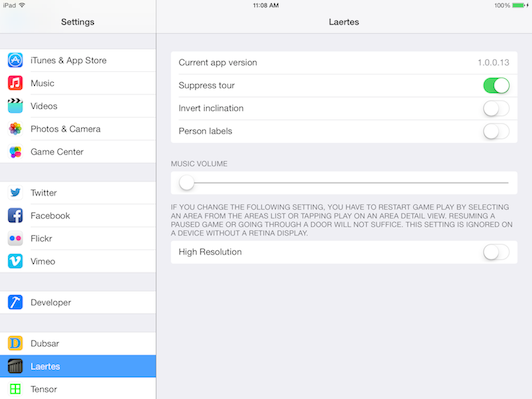 iPad 11:08 AM 100%
Settings
Laertes
iTunes & App Store
Music
Videos
Photos & Camera
Game Center
Twitter
Facebook
Flickr
Vimeo
Developer
Dubsar
Laertes
Tensor
Current app version 1.0.0.13
Suppress tour
Invert inclination
Person labels
MUSIC VOLUME
IF YOU CHANGE THE FOLLOWING SETTING, YOU HAVE TO RESTART GAME PLAY BY SELECTING
AN AREA FROM THE AREAS LIST OR TAPPING PLAY ON AN AREA DETAIL VIEW. RESUMING A
PAUSED GAME OR GOING THROUGH A DOOR WILL NOT SUFFICE. THIS SETTING IS IGNORED ON
A DEVICE WITHOUT A RETINA DISPLAY.
High Resolution